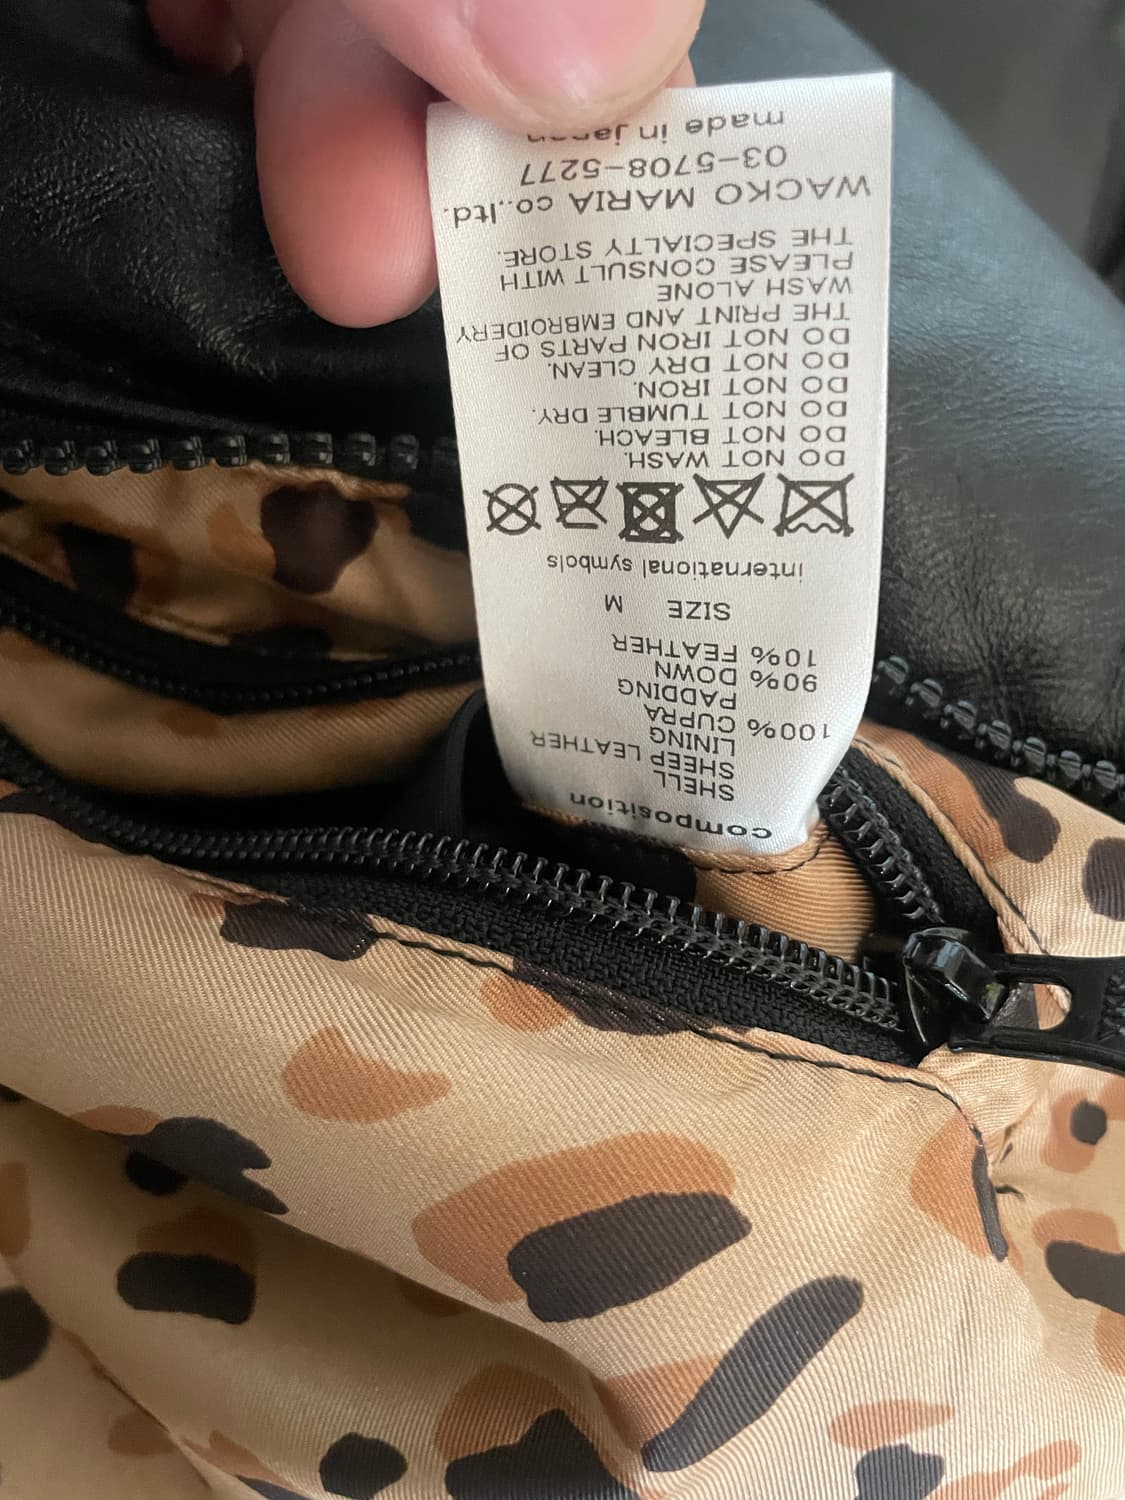 composition
SHELL
SHEEP LEATHER
LINING
100% CUPRA
PADDING
90% DOWN
10% FEATHER
SIZE M
international symbols
DO NOT WASH.
DO NOT BLEACH.
DO NOT TUMBLE DRY.
DO NOT IRON.
DO NOT DRY CLEAN.
DO NOT IRON PARTS OF
THE PRINT AND EMBROIDERY
WASH ALONE
PLEASE CONSULT WITH
THE SPECIALTY STORE.
WACKO MARIA co.,ltd.
03-5708-5277
made in japan